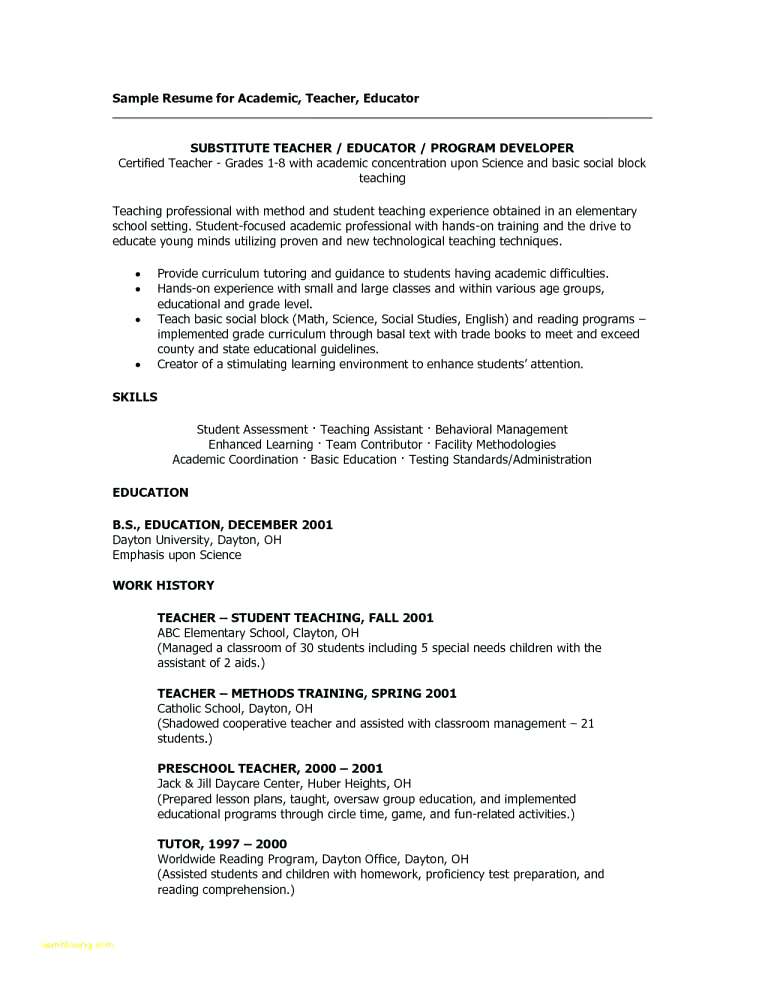 Sample Resume for Academic, Teacher, Educator
SUBSTITUTE TEACHER / EDUCATOR / PROGRAM DEVELOPER
Certified Teacher - Grades 1-8 with academic concentration upon Science and basic social block
teaching
Teaching professional with method and student teaching experience obtained in an elementary
school setting. Student-focused academic professional with hands-on training and the drive to
educate young minds utilizing proven and new technological teaching techniques.
• Provide curriculum tutoring and guidance to students having academic difficulties.
• Hands-on experience with small and large classes and within various age groups,
educational and grade level.
• Teach basic social block (Math, Science, Social Studies, English) and reading programs –
implemented grade curriculum through basal text with trade books to meet and exceed
county and state educational guidelines.
• Creator of a stimulating learning environment to enhance students’ attention.
SKILLS
Student Assessment · Teaching Assistant · Behavioral Management
Enhanced Learning · Team Contributor · Facility Methodologies
Academic Coordination · Basic Education · Testing Standards/Administration
EDUCATION
B.S., EDUCATION, DECEMBER 2001
Dayton University, Dayton, OH
Emphasis upon Science
WORK HISTORY
TEACHER – STUDENT TEACHING, FALL 2001
ABC Elementary School, Clayton, OH
(Managed a classroom of 30 students including 5 special needs children with the
assistant of 2 aids.)
TEACHER – METHODS TRAINING, SPRING 2001
Catholic School, Dayton, OH
(Shadowed cooperative teacher and assisted with classroom management – 21
students.)
PRESCHOOL TEACHER, 2000 – 2001
Jack & Jill Daycare Center, Huber Heights, OH
(Prepared lesson plans, taught, oversaw group education, and implemented
educational programs through circle time, game, and fun-related activities.)
TUTOR, 1997 – 2000
Worldwide Reading Program, Dayton Office, Dayton, OH
(Assisted students and children with homework, proficiency test preparation, and
reading comprehension.)